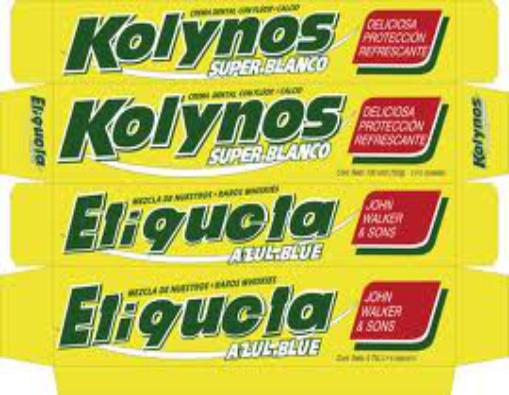 CREMA DENTAL CON FLUOR + CALCIO
Kolynos
SUPER BLANCO
DELICIOSA
PROTECCIÓN
REFRESCANTE
Etiqueta
CREMA DENTAL CON FLUOR + CALCIO
Kolynos
SUPER BLANCO
DELICIOSA
PROTECCIÓN
REFRESCANTE
Kolynos
MEZCLA DE NUESTROS + RAROS WHISKIES
Etiqueta
AZUL-BLUE
JOHN
WALKER
& SONS
MEZCLA DE NUESTROS + RAROS WHISKIES
Etiqueta
AZUL-BLUE
JOHN
WALKER
& SONS